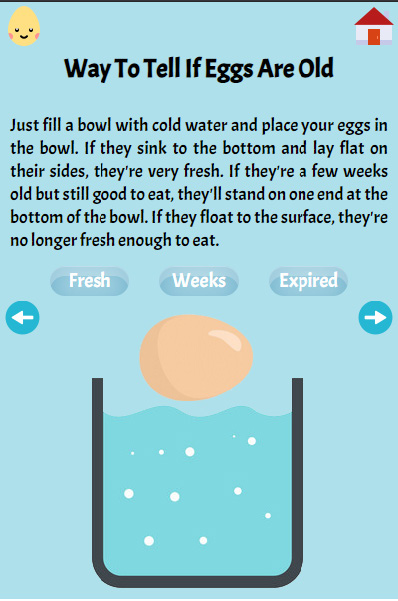 Way To Tell If Eggs Are Old
Just fill a bowl with cold water and place your eggs in
the bowl. If they sink to the bottom and lay flat on
their sides, they're very fresh. If they're a few weeks
old but still good to eat, they'll stand on one end at the
bottom of the bowl. If they float to the surface, they're
no longer fresh enough to eat.
Fresh Weeks Expired